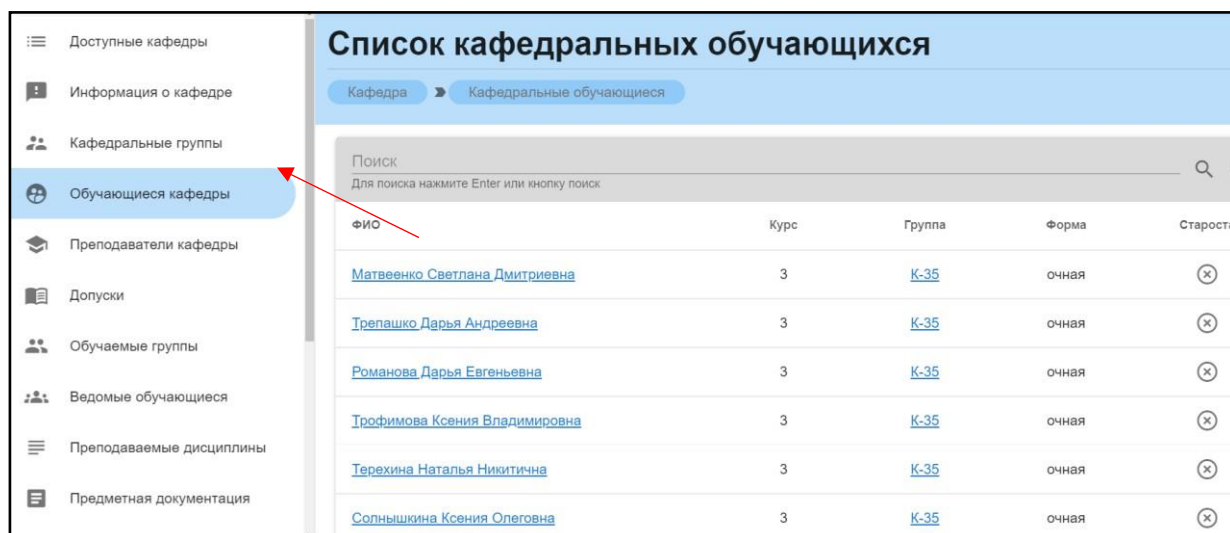 Доступные кафедры
Информация о кафедре
Кафедральные группы
Обучающиеся кафедры
Преподаватели кафедры
Допуски
Обучаемые группы
Ведомые обучающиеся
Преподаваемые дисциплины
Предметная документация
Список кафедральных обучающихся
Кафедра Кафедральные обучающиеся
Поиск
Для поиска нажмите Enter или кнопку поиск
ФИО Курс Группа Форма Староста
Матвеенко Светлана Дмитриевна 3 К-35 очная
Трепашко Дарья Андреевна 3 К-35 очная
Романова Дарья Евгеньевна 3 К-35 очная
Трофимова Ксения Владимировна 3 К-35 очная
Терехина Наталья Никитична 3 К-35 очная
Солнышкина Ксения Олеговна 3 К-35 очная